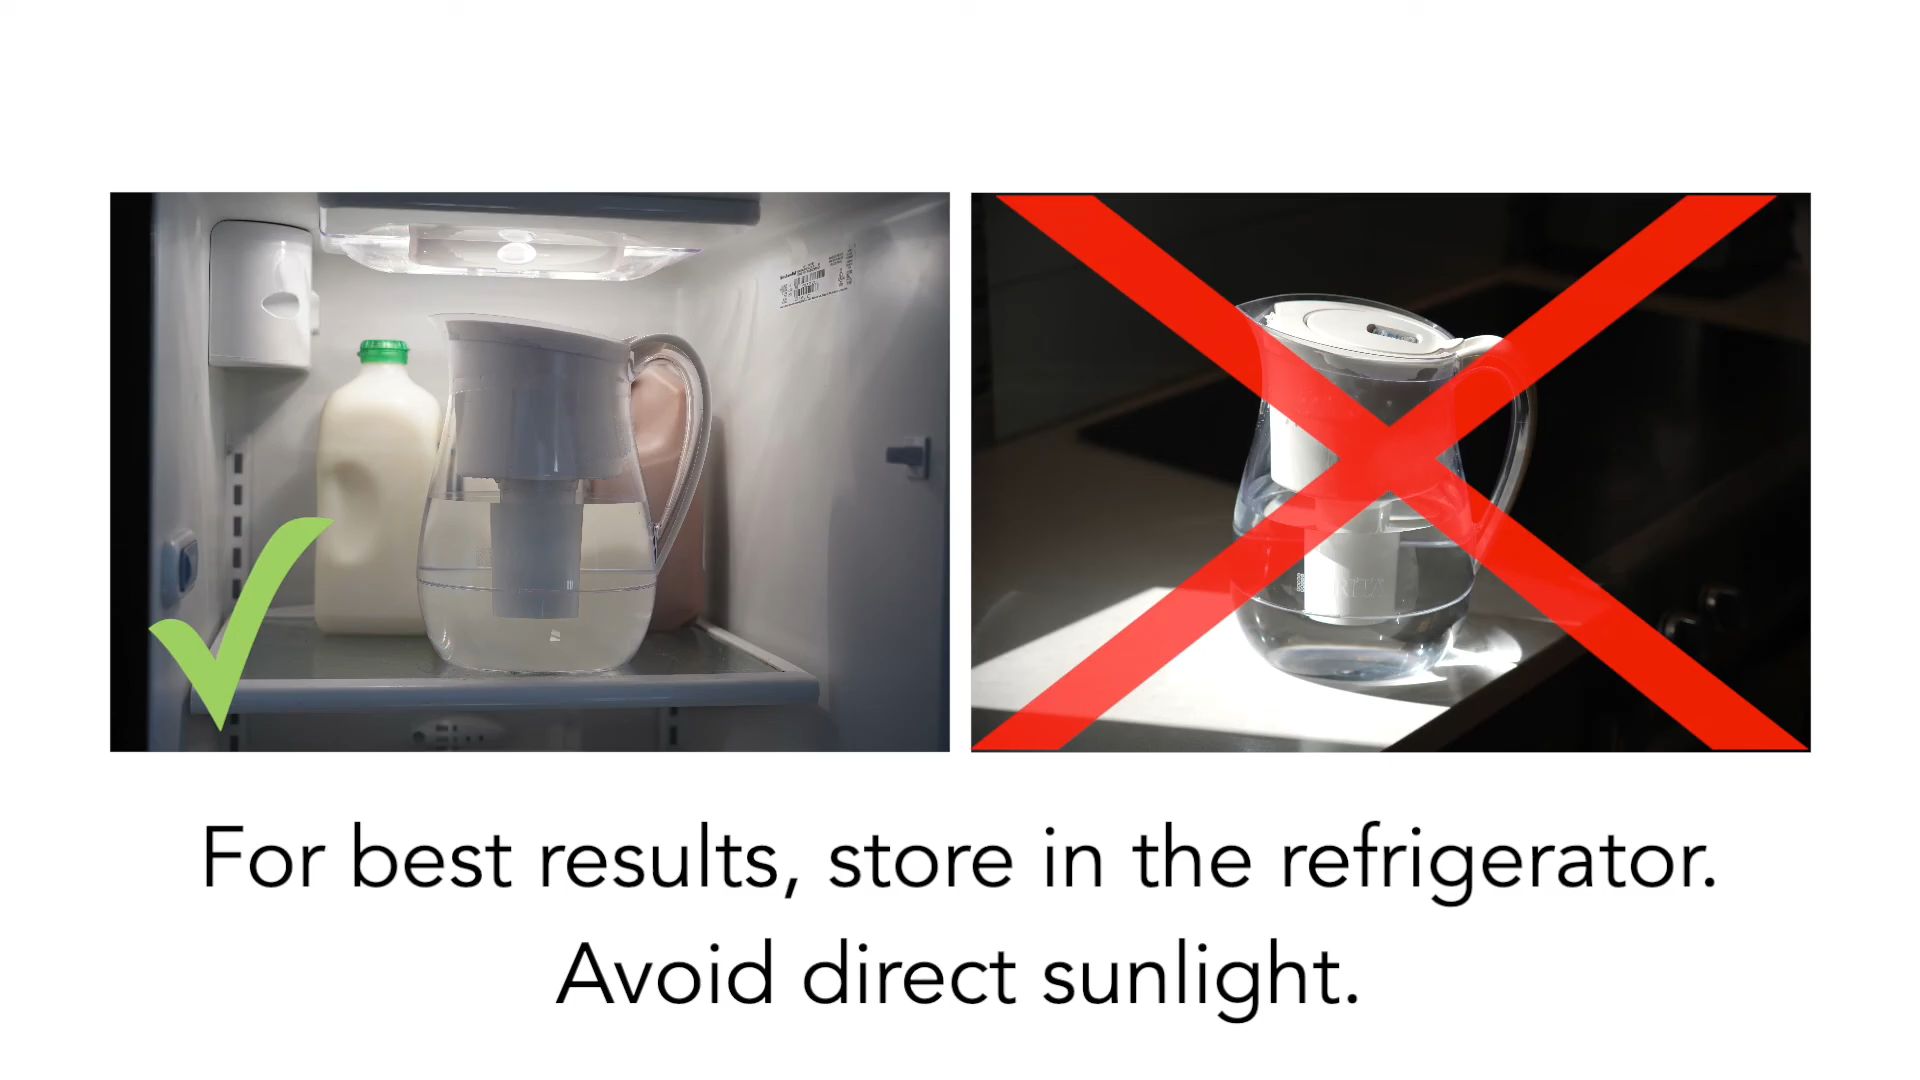 For best results, store in the refrigerator.
Avoid direct sunlight.